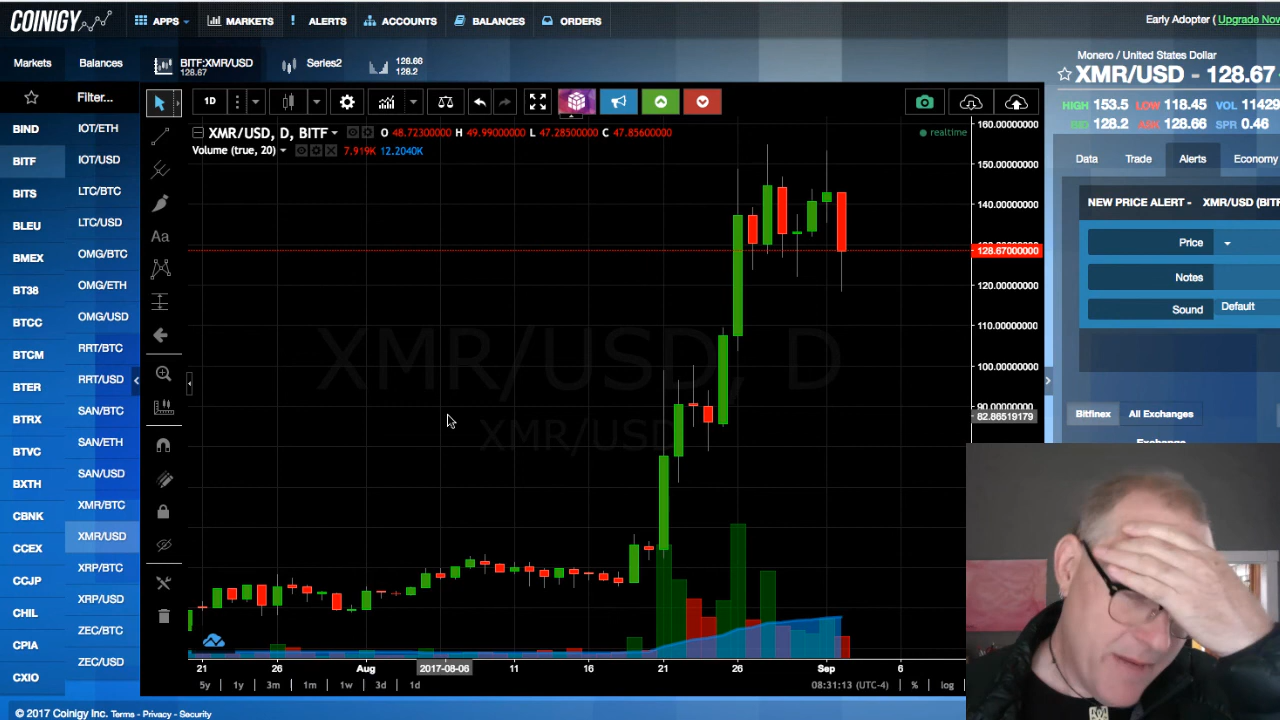 COINIGY
APPS
MARKETS
! ALERTS
ACCOUNTS
BALANCES
ORDERS
Early Adopter ( Upgrade Now
Markets
Balances
BITF:XMR/USD
128.67
Series2
128.66
128.2
Monero / United States Dollar
XMR/USD - 128.67
HIGH 153.5 LOW 118.45 VOL 11429
BID 128.2 ASK 128.66 SPR 0.46
Filter...
1D
BIND
BITF
BITS
BLEU
BMEX
BT38
BTCC
BTCM
BTER
BTRX
BTVC
BXTH
CBNK
CCEX
CCJP
CHIL
CPIA
CXIO
IOT/ETH
IOT/USD
LTC/BTC
LTC/USD
OMG/BTC
OMG/ETH
OMG/USD
RRT/BTC
RRT/USD
SAN/BTC
SAN/ETH
SAN/USD
XMR/BTC
XMR/USD
XRP/BTC
XRP/USD
ZEC/BTC
ZEC/USD
Aa
XMR/USD, D, BITF
O 48.72300000 H 49.99000000 L 47.28500000 C 47.85600000
Volume (true, 20)
7.919K 12.2040K
realtime
XMR/USD, D
XMR/USD
160.00000000
150.00000000
140.00000000
128.67000000
120.00000000
110.00000000
100.00000000
90.00000000
82.86519179
21
26
Aug
2017-08-06
11
16
21
26
Sep
6
5y
1y
3m
1m
1w
3d
1d
08:31:13 (UTC-4)
%
log
Data
Trade
Alerts
Economy
NEW PRICE ALERT - XMR/USD (BITF
Price
Notes
Sound
Default
Bitfinex
All Exchanges
Exchange
© 2017 Coinigy Inc. Terms - Privacy - Security